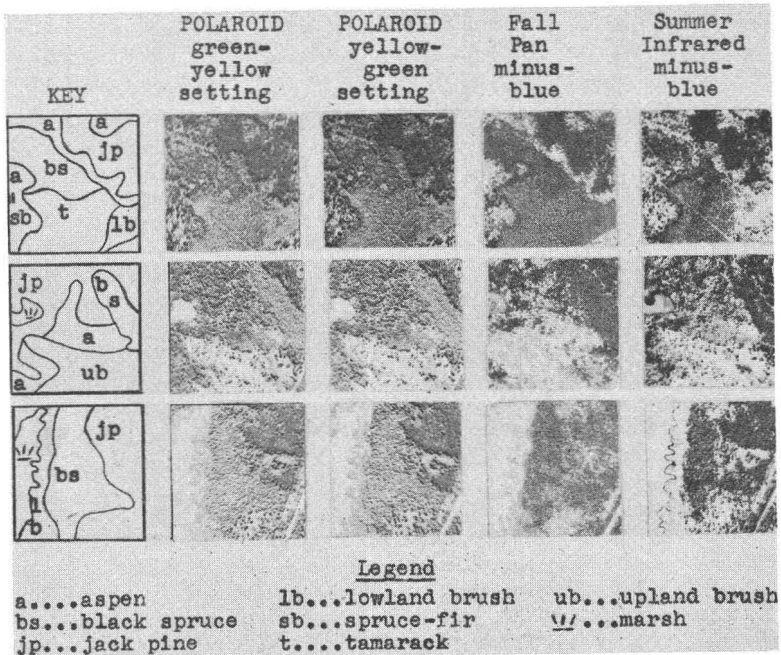 POLAROID POLAROID Fall Summer
green- yellow- Pan Infrared
yellow green minus- minus-
KEY setting setting blue blue
a
a
jp
bs
a
t
sb
lb
jp
b
s
a
ub
a
jp
bs
l
b
Legend
a....aspen lb...lowland brush ub...upland brush
bs...black spruce sb...spruce-fir ...marsh
jp...jack pine t....tamarack